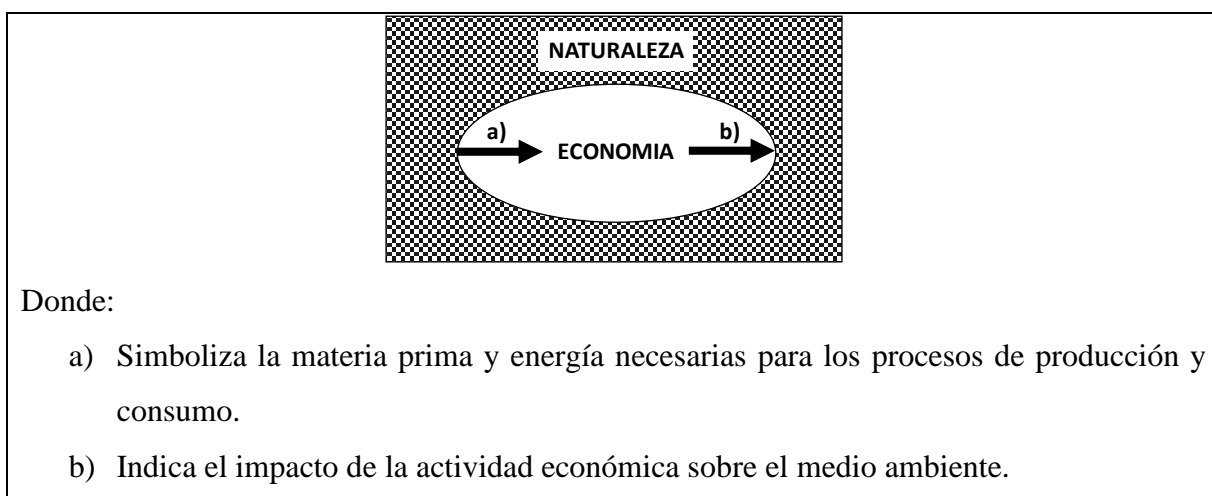 NATURALEZA
a)
ECONOMIA
b)
Donde:
a) Simboliza la materia prima y energía necesarias para los procesos de producción y
consumo.
b) Indica el impacto de la actividad económica sobre el medio ambiente.